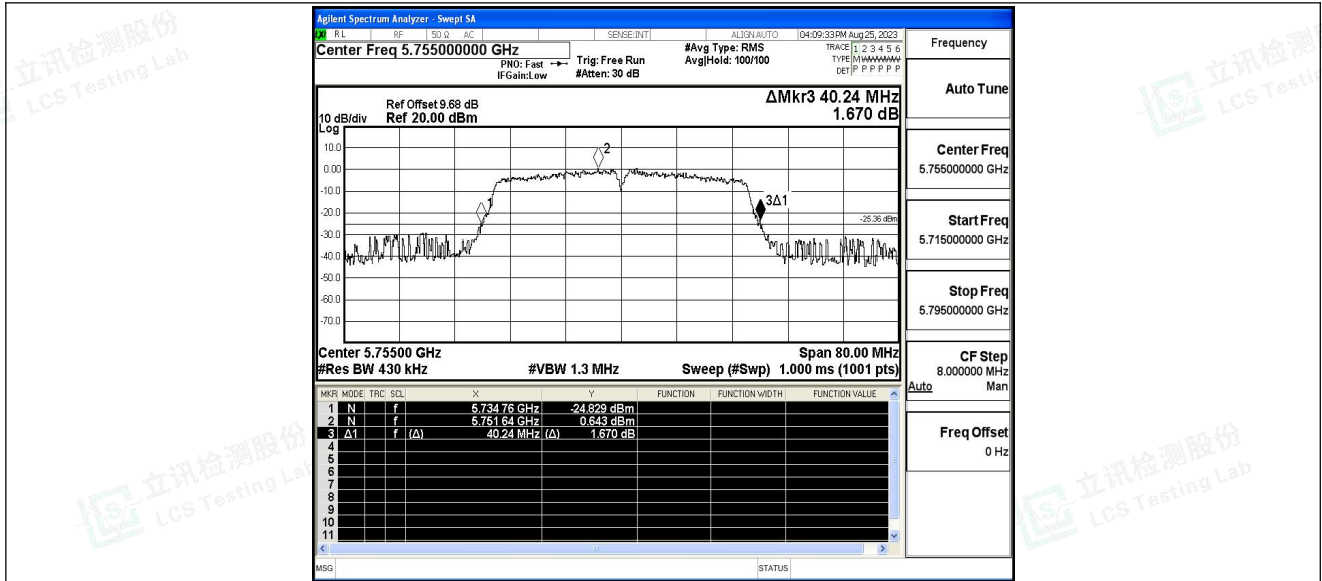 Agilent Spectrum Analyzer - Swept SA
LXI RL RF 50 Ω AC SENSE:INT ALIGN AUTO 04:09:33 PM Aug 25, 2023
Center Freq 5.755000000 GHz
PNO: Fast
IFGain:Low
Trig: Free Run
#Atten: 30 dB
#Avg Type: RMS
Avg|Hold: 100/100
TRACE 1 2 3 4 5 6
TYPE M
DET P P P P P P
Ref Offset 9.68 dB
10 dB/div Ref 20.00 dBm
Log
ΔMkr3 40.24 MHz
1.670 dB
10.0
0.00
-10.0
-20.0
-30.0
-40.0
-50.0
-60.0
-70.0
2
1
3Δ1
-25.36 dBm
Center 5.75500 GHz Span 80.00 MHz
#Res BW 430 kHz #VBW 1.3 MHz Sweep (#Swp) 1.000 ms (1001 pts)
MKR MODE TRC SCL X Y FUNCTION FUNCTION WIDTH FUNCTION VALUE
1 N f 5.734 76 GHz -24.829 dBm
2 N f 5.751 64 GHz 0.643 dBm
3 Δ1 f (Δ) 40.24 MHz (Δ) 1.670 dB
4
5
6
7
8
9
10
11
MSG STATUS
Frequency
Auto Tune
Center Freq
5.755000000 GHz
Start Freq
5.715000000 GHz
Stop Freq
5.795000000 GHz
CF Step
8.000000 MHz
Auto Man
Freq Offset
0 Hz
立讯检测股份
LCS Testing Lab
立讯检测
LCS Testi
立讯检测股份
LCS Testing Lab
立讯检测股份
LCS Testing Lab